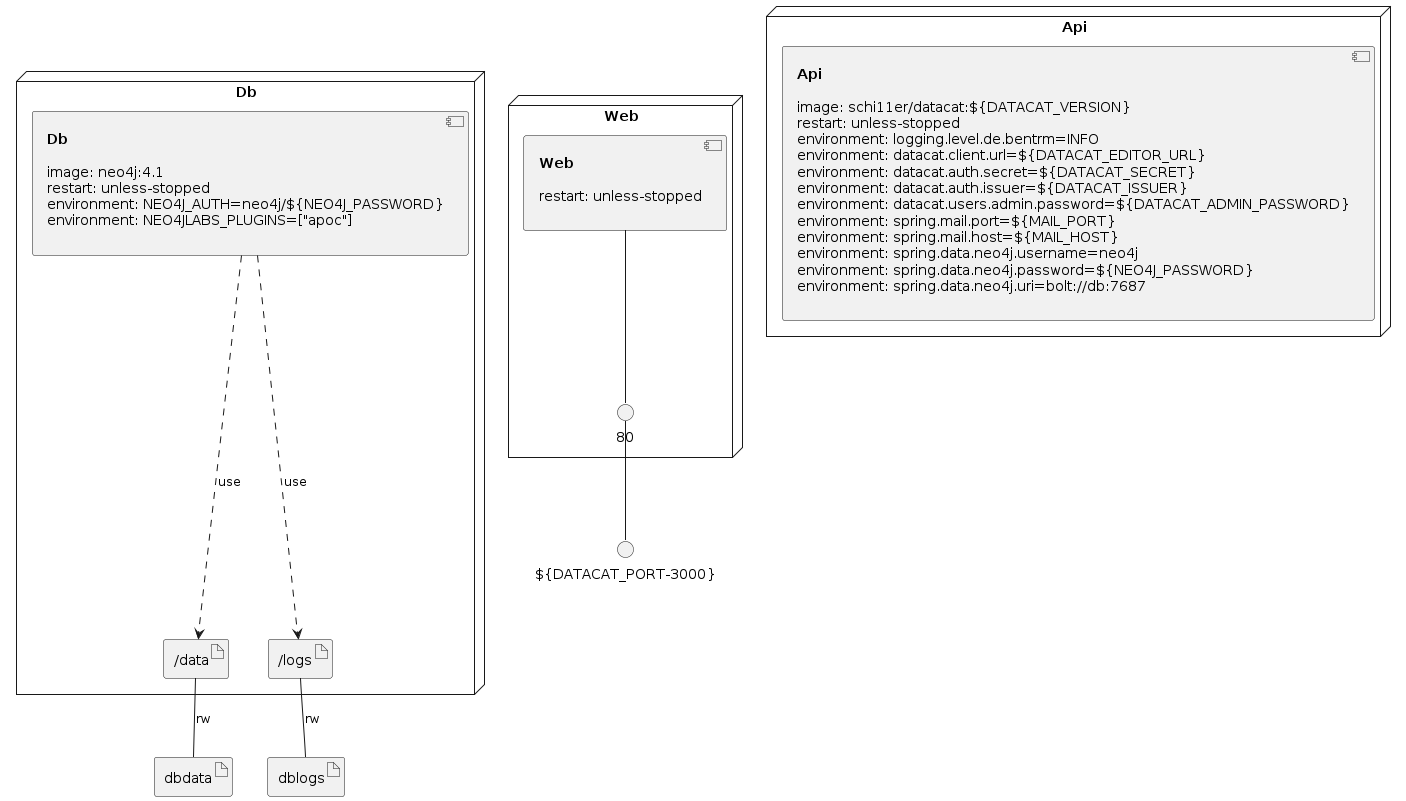 Db
Db
image: neo4j:4.1
restart: unless-stopped
environment: NEO4J_AUTH=neo4j/${NEO4J_PASSWORD}
environment: NEO4JLABS_PLUGINS=["apoc"]
use
use
/data
/logs
rw
rw
dbdata
dblogs
Web
Web
restart: unless-stopped
80
${DATACAT_PORT-3000}
Api
Api
image: schi11er/datacat:${DATACAT_VERSION}
restart: unless-stopped
environment: logging.level.de.bentrm=INFO
environment: datacat.client.url=${DATACAT_EDITOR_URL}
environment: datacat.auth.secret=${DATACAT_SECRET}
environment: datacat.auth.issuer=${DATACAT_ISSUER}
environment: datacat.users.admin.password=${DATACAT_ADMIN_PASSWORD}
environment: spring.mail.port=${MAIL_PORT}
environment: spring.mail.host=${MAIL_HOST}
environment: spring.data.neo4j.username=neo4j
environment: spring.data.neo4j.password=${NEO4J_PASSWORD}
environment: spring.data.neo4j.uri=bolt://db:7687